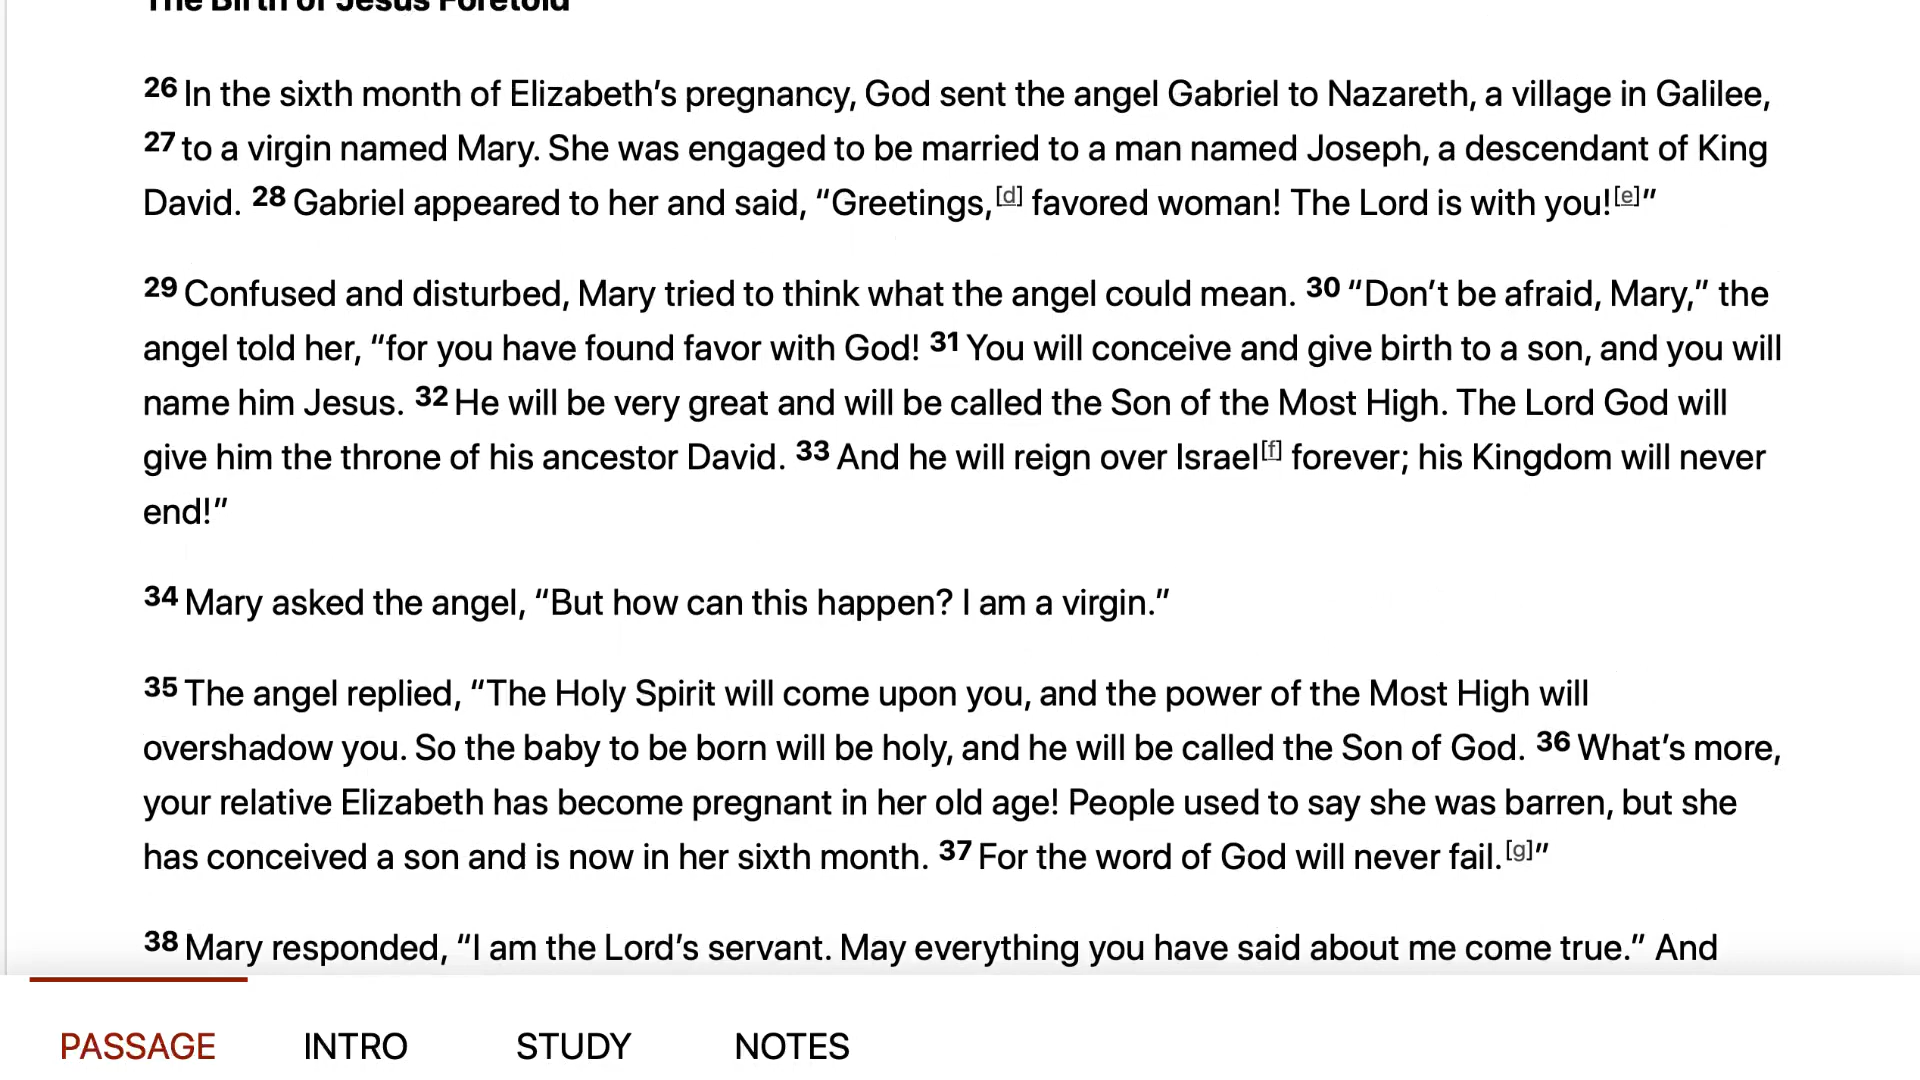 The Birth of Jesus Foretold
26 In the sixth month of Elizabeth’s pregnancy, God sent the angel Gabriel to Nazareth, a village in Galilee,
27 to a virgin named Mary. She was engaged to be married to a man named Joseph, a descendant of King
David. 28 Gabriel appeared to her and said, “Greetings,[d] favored woman! The Lord is with you![e]”
29 Confused and disturbed, Mary tried to think what the angel could mean. 30 “Don’t be afraid, Mary,” the
angel told her, “for you have found favor with God! 31 You will conceive and give birth to a son, and you will
name him Jesus. 32 He will be very great and will be called the Son of the Most High. The Lord God will
give him the throne of his ancestor David. 33 And he will reign over Israel[f] forever; his Kingdom will never
end!”
34 Mary asked the angel, “But how can this happen? I am a virgin.”
35 The angel replied, “The Holy Spirit will come upon you, and the power of the Most High will
overshadow you. So the baby to be born will be holy, and he will be called the Son of God. 36 What’s more,
your relative Elizabeth has become pregnant in her old age! People used to say she was barren, but she
has conceived a son and is now in her sixth month. 37 For the word of God will never fail.[g]”
38 Mary responded, “I am the Lord’s servant. May everything you have said about me come true.” And
PASSAGE INTRO STUDY NOTES